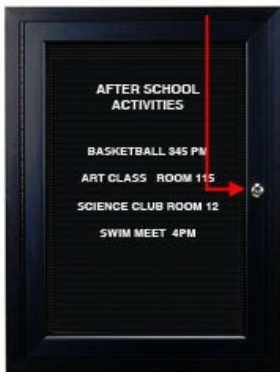 AFTER SCHOOL
ACTIVITIES
BASKETBALL 345 PM
ART CLASS ROOM 115
SCIENCE CLUB ROOM 12
SWIM MEET 4PM